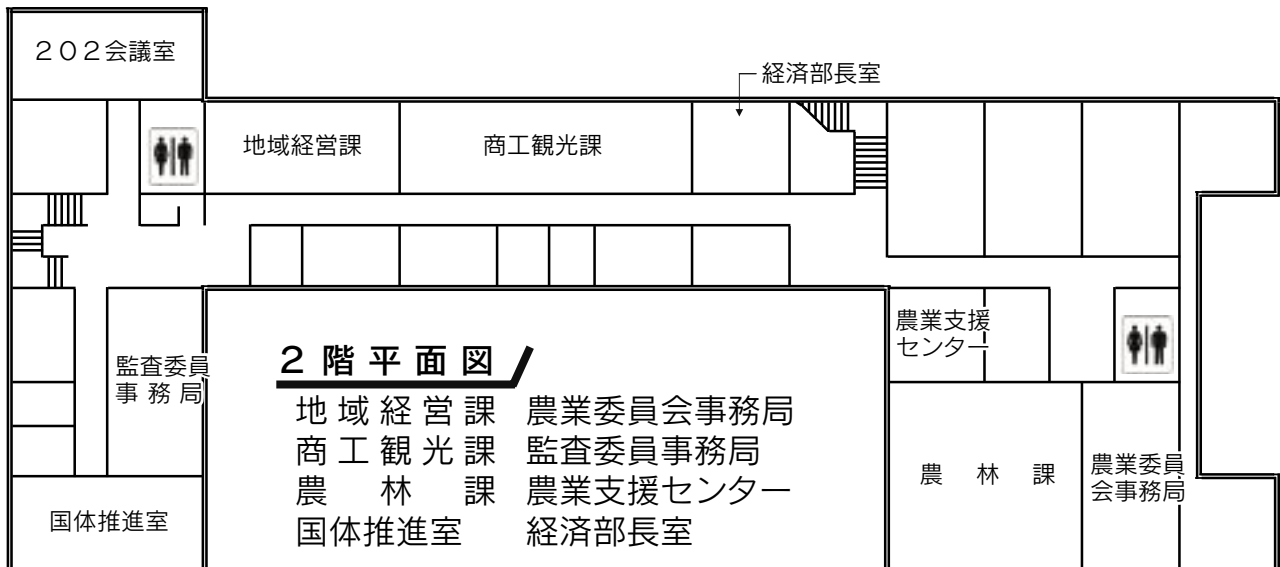 ２０２会議室
経済部長室
地域経営課
商工観光課
農業支援
センター
監査委員
事務局
２階平面図
地域経営課 農業委員会事務局
商工観光課 監査委員事務局
農林課 農業支援センター
国体推進室 経済部長室
農林課
農業委員
会事務局
国体推進室